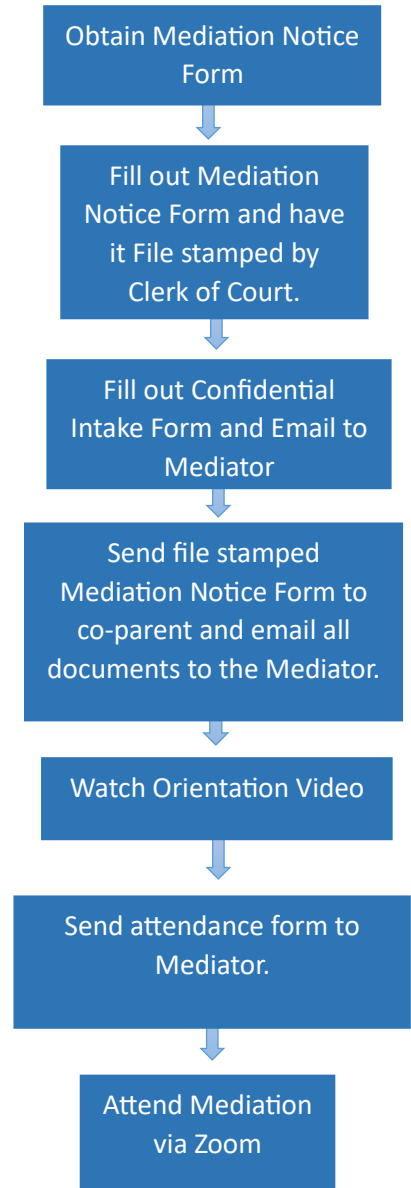 Obtain Mediation Notice
Form
Fill out Mediation
Notice Form and have
it File stamped by
Clerk of Court.
Fill out Confidential
Intake Form and Email to
Mediator
Send file stamped
Mediation Notice Form to
co-parent and email all
documents to the Mediator.
Watch Orientation Video
Send attendance form to
Mediator.
Attend Mediation
via Zoom